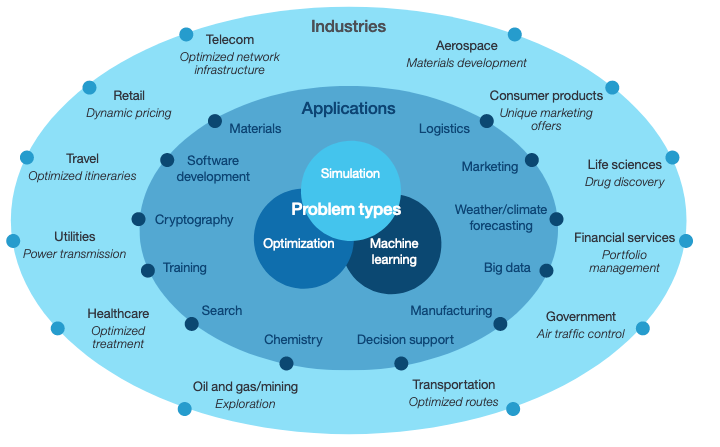 Industries
Telecom
Optimized network
infrastructure
Aerospace
Materials development
Retail
Dynamic pricing
Consumer products
Unique marketing
offers
Travel
Optimized itineraries
Life sciences
Drug discovery
Utilities
Power transmission
Financial services
Portfolio
management
Healthcare
Optimized
treatment
Government
Air traffic control
Oil and gas/mining
Exploration
Transportation
Optimized routes
Applications
Materials
Logistics
Software
development
Marketing
Cryptography
Weather/climate
forecasting
Training
Big data
Search
Manufacturing
Chemistry
Decision support
Simulation
Problem types
Optimization
Machine
learning